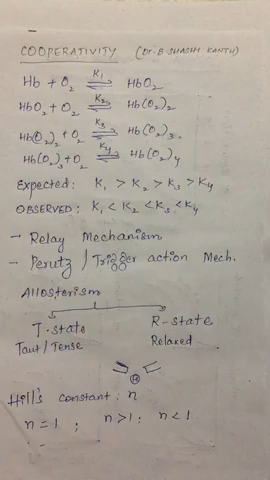 COOPERATIVITY (Dr. B SHASHI KANTH)
Hb + O₂ ⇌ K₁ HbO₂
HbO₂ + O₂ ⇌ K₂ Hb(O₂)₂
Hb(O₂)₂ + O₂ ⇌ K₃ Hb(O₂)₃
Hb(O₂)₃ + O₂ ⇌ K₄ Hb(O₂)₄
Expected: K₁ > K₂ > K₃ > K₄
OBSERVED: K₁ < K₂ < K₃ < K₄
- Relay Mechanism
- Perutz / Trigger action Mech.
Allosterism
T-state R-state
Taut/Tense Relaxed
H
Hill's constant: n
n = 1 ; n > 1 ; n < 1